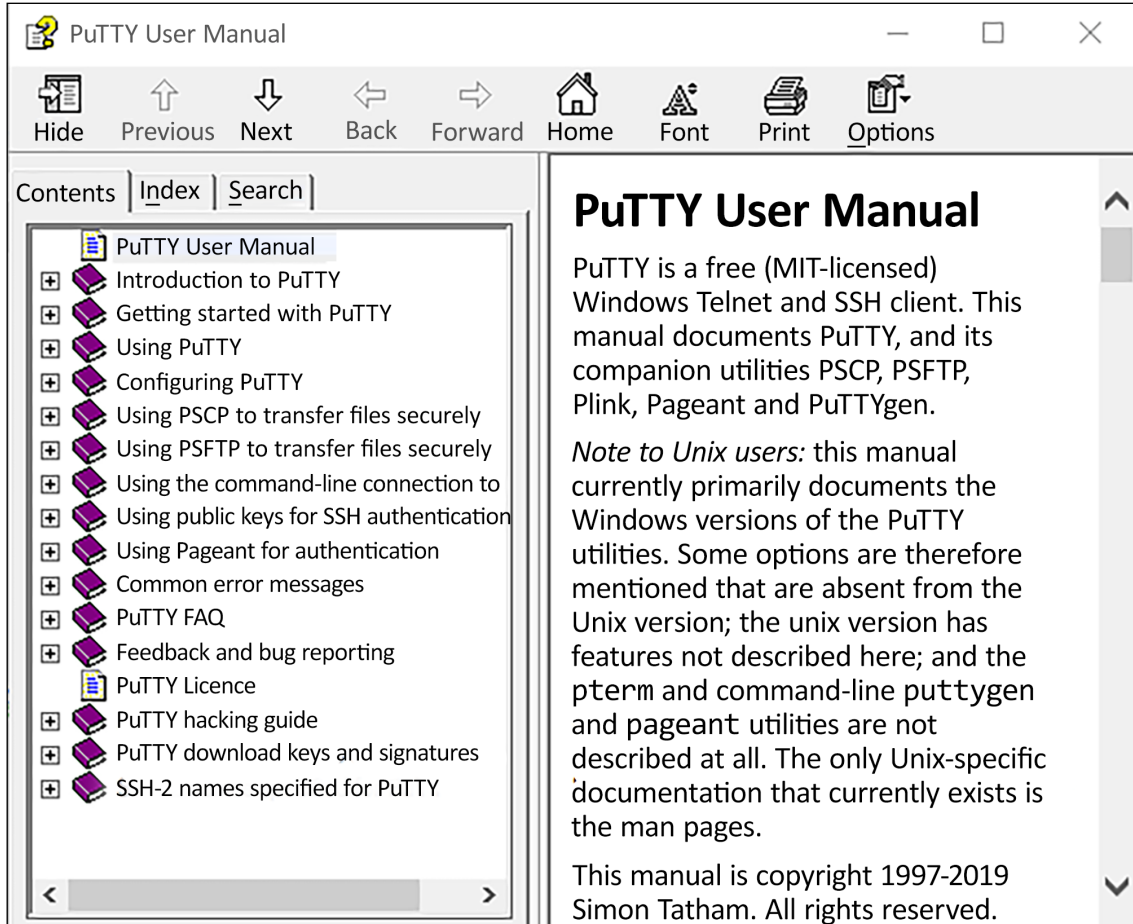 PuTTY User Manual
Hide Previous Next Back Forward Home Font Print Options
Contents Index Search
PuTTY User Manual
Introduction to PuTTY
Getting started with PuTTY
Using PuTTY
Configuring PuTTY
Using PSCP to transfer files securely
Using PSFTP to transfer files securely
Using the command-line connection to
Using public keys for SSH authentication
Using Pageant for authentication
Common error messages
PuTTY FAQ
Feedback and bug reporting
PuTTY Licence
PuTTY hacking guide
PuTTY download keys and signatures
SSH-2 names specified for PuTTY
PuTTY User Manual
PuTTY is a free (MIT-licensed)
Windows Telnet and SSH client. This
manual documents PuTTY, and its
companion utilities PSCP, PSFTP,
Plink, Pageant and PuTTYgen.
Note to Unix users: this manual
currently primarily documents the
Windows versions of the PuTTY
utilities. Some options are therefore
mentioned that are absent from the
Unix version; the unix version has
features not described here; and the
pterm and command-line puttygen
and pageant utilities are not
described at all. The only Unix-specific
documentation that currently exists is
the man pages.
This manual is copyright 1997-2019
Simon Tatham. All rights reserved.